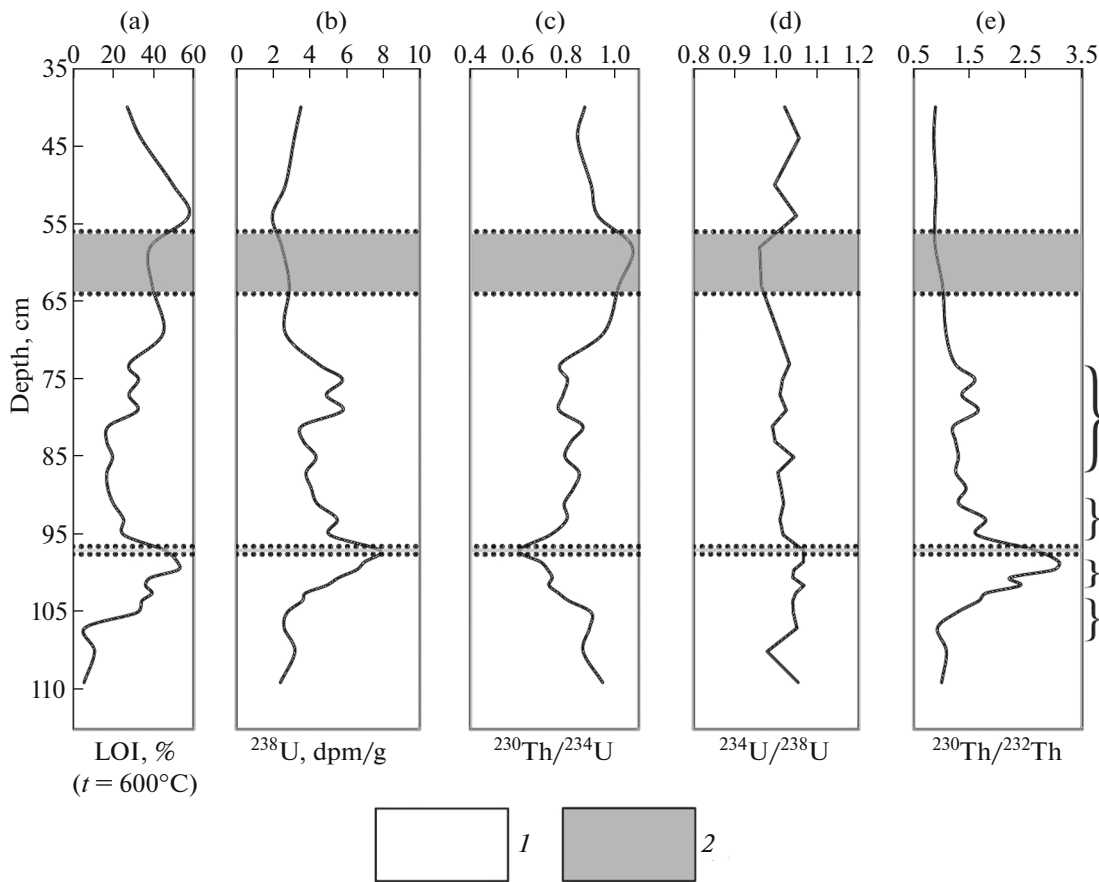 (a) (b) (c) (d) (e)
0 20 40 60 0 2 4 6 8 10 0.4 0.6 0.8 1.0 0.8 0.9 1.0 1.1 1.2 0.5 1.5 2.5 3.5
35
45
55
65
75
85
95
105
110
Depth, cm
LOI, % ²³⁸U, dpm/g ²³⁰Th/²³⁴U ²³⁴U/²³⁸U ²³⁰Th/²³²Th
(t = 600°C)
1 2